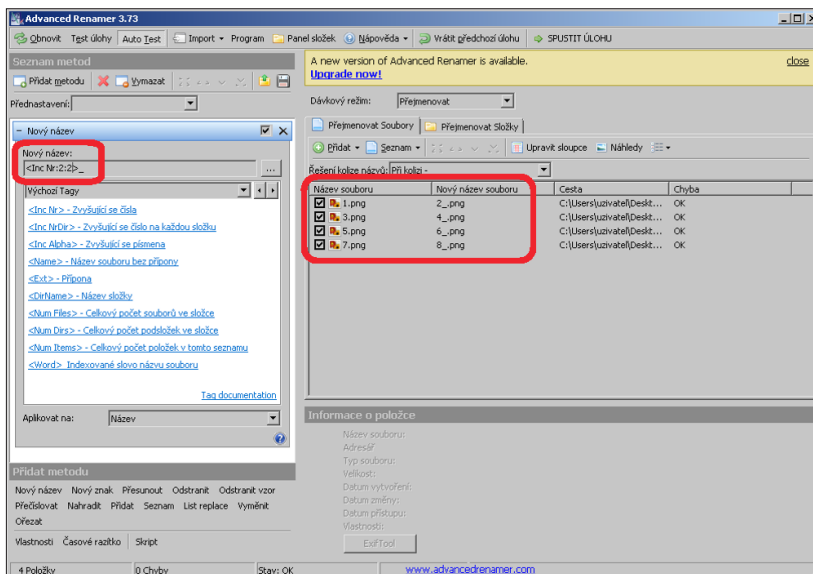 Advanced Renamer 3.73
Obnovit Test úlohy Auto Test Import Program Panel složek Nápověda Vrátit předchozí úlohu SPUSTIT ÚLOHU
Seznam metod
Přidat metodu Vymazat
Přednastavení:
Nový název
Nový název:
<Inc Nr:2:2>_
...
Výchozí Tagy
<Inc Nr> - Zvyšující se čísla
<Inc NrDir> - Zvyšující se číslo na každou složku
<Inc Alpha> - Zvyšující se písmena
<Name> - Název souboru bez přípony
<Ext> - Přípona
<DirName> - Název složky
<Num Files> - Celkový počet souborů ve složce
<Num Dirs> - Celkový počet podsložek ve složce
<Num Items> - Celkový počet položek v tomto seznamu
<Word> Indexované slovo názvu souboru
Tag documentation
Aplikovat na: Název
Přidat metodu
Nový název Nový znak Přesunout Odstranit Odstranit vzor
Přečíslovat Nahradit Přidat Seznam List replace Vyměnit
Ořezat
Vlastnosti Časové razítko Skript
A new version of Advanced Renamer is available. close
Upgrade now!
Dávkový režim: Přejmenovat
Přejmenovat Soubory Přejmenovat Složky
Přidat Seznam Upravit sloupce Náhledy
Řešení kolize názvů: Při kolizi -
Název souboru Nový název souboru Cesta Chyba
1.png 2_.png C:\Users\uzivatel\Deskt... OK
3.png 4_.png C:\Users\uzivatel\Deskt... OK
5.png 6_.png C:\Users\uzivatel\Deskt... OK
7.png 8_.png C:\Users\uzivatel\Deskt... OK
Informace o položce
Název souboru:
Adresář
Typ souboru:
Velikost:
Datum vytvoření:
Datum změny:
Datum přístupu:
Vlastnosti:
ExifTool
4 Položky 0 Chyby Stav: OK www.advancedrenamer.com